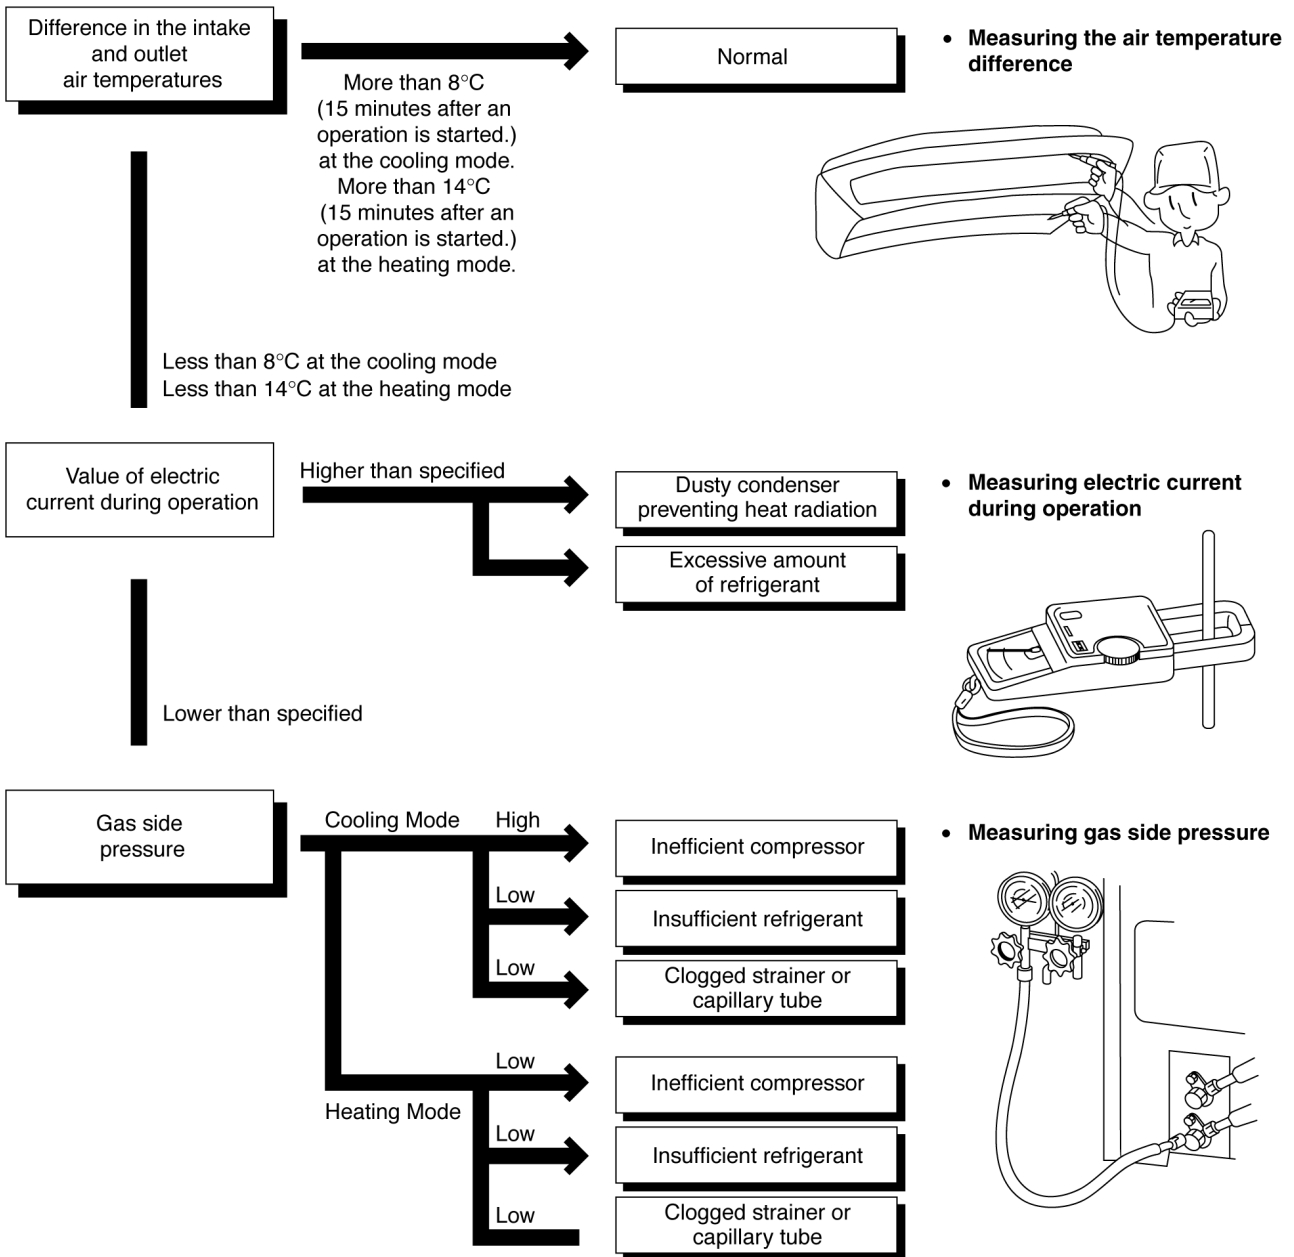 Difference in the intake
and outlet
air temperatures
More than 8°C
(15 minutes after an
operation is started.)
at the cooling mode.
More than 14°C
(15 minutes after an
operation is started.)
at the heating mode.
Normal
• Measuring the air temperature
difference
Less than 8°C at the cooling mode
Less than 14°C at the heating mode
Value of electric
current during operation
Higher than specified
Dusty condenser
preventing heat radiation
Excessive amount
of refrigerant
• Measuring electric current
during operation
Lower than specified
Gas side
pressure
Cooling Mode
High
Inefficient compressor
Low
Insufficient refrigerant
Low
Clogged strainer or
capillary tube
• Measuring gas side pressure
Heating Mode
Low
Inefficient compressor
Low
Insufficient refrigerant
Low
Clogged strainer or
capillary tube